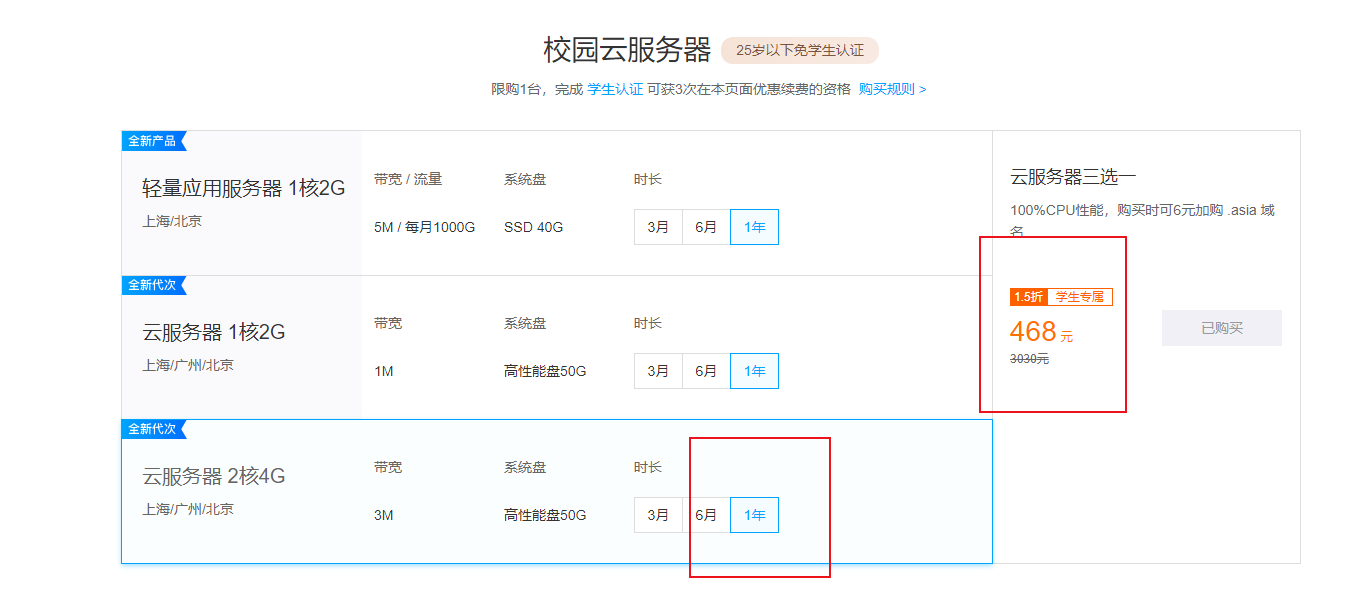 校园云服务器 25岁以下免学生认证
限购1台，完成 学生认证 可获3次在本页面优惠续费的资格 购买规则 >
全新产品
轻量应用服务器 1核2G
上海/北京
带宽 / 流量 系统盘 时长
5M / 每月1000G SSD 40G 3月 6月 1年
全新代次
云服务器 1核2G
上海/广州/北京
带宽 系统盘 时长
1M 高性能盘50G 3月 6月 1年
全新代次
云服务器 2核4G
上海/广州/北京
带宽 系统盘 时长
3M 高性能盘50G 3月 6月 1年
云服务器三选一
100%CPU性能，购买时可6元加购 .asia 域
名
1.5折 学生专属
468 元
3030元
已购买